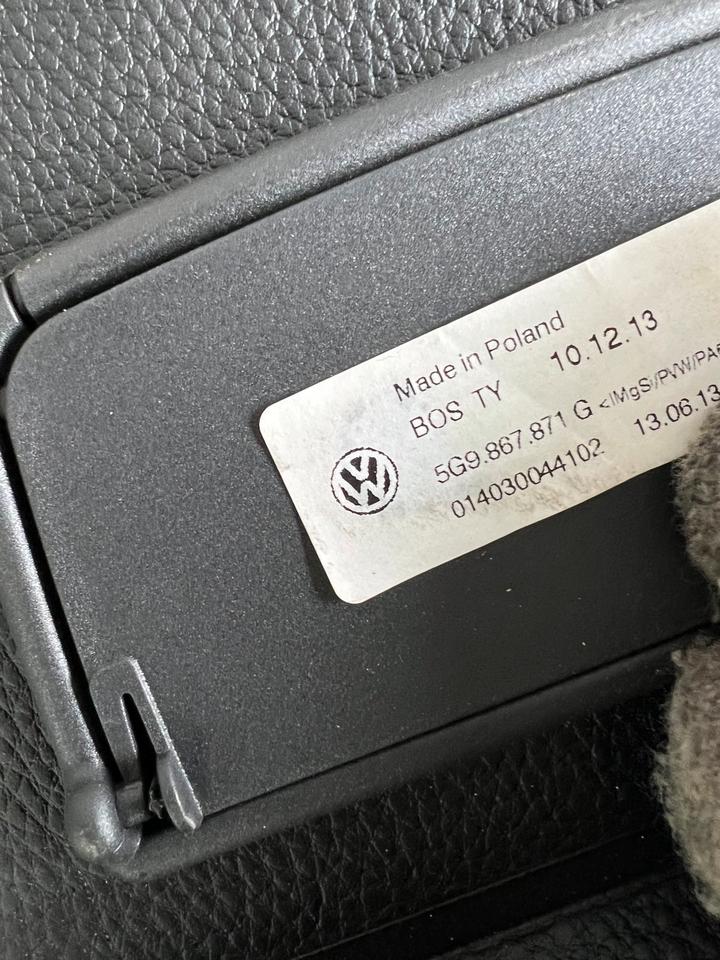 Made in Poland
BOS TY 10.12.13
5G9.867.871 G
014030044102 13.06.13